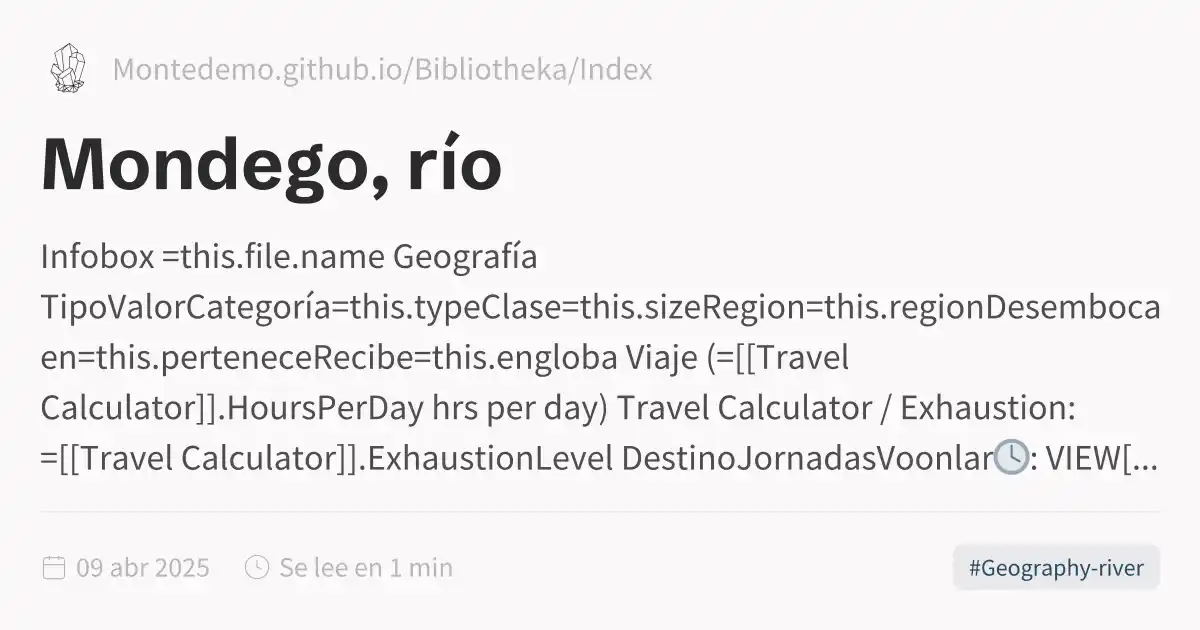 Montedemo.github.io/Bibliotheka/Index
Mondego, río
Infobox =this.file.name Geografía
TipoValorCategoría=this.typeClase=this.sizeRegion=this.regionDesemboca
en=this.perteneceRecibe=this.engloba Viaje (=[[Travel
Calculator]].HoursPerDay hrs per day) Travel Calculator / Exhaustion:
=[[Travel Calculator]].ExhaustionLevel DestinoJornadasVoonlar🕓: VIEW[...
09 abr 2025 Se lee en 1 min
#Geography-river